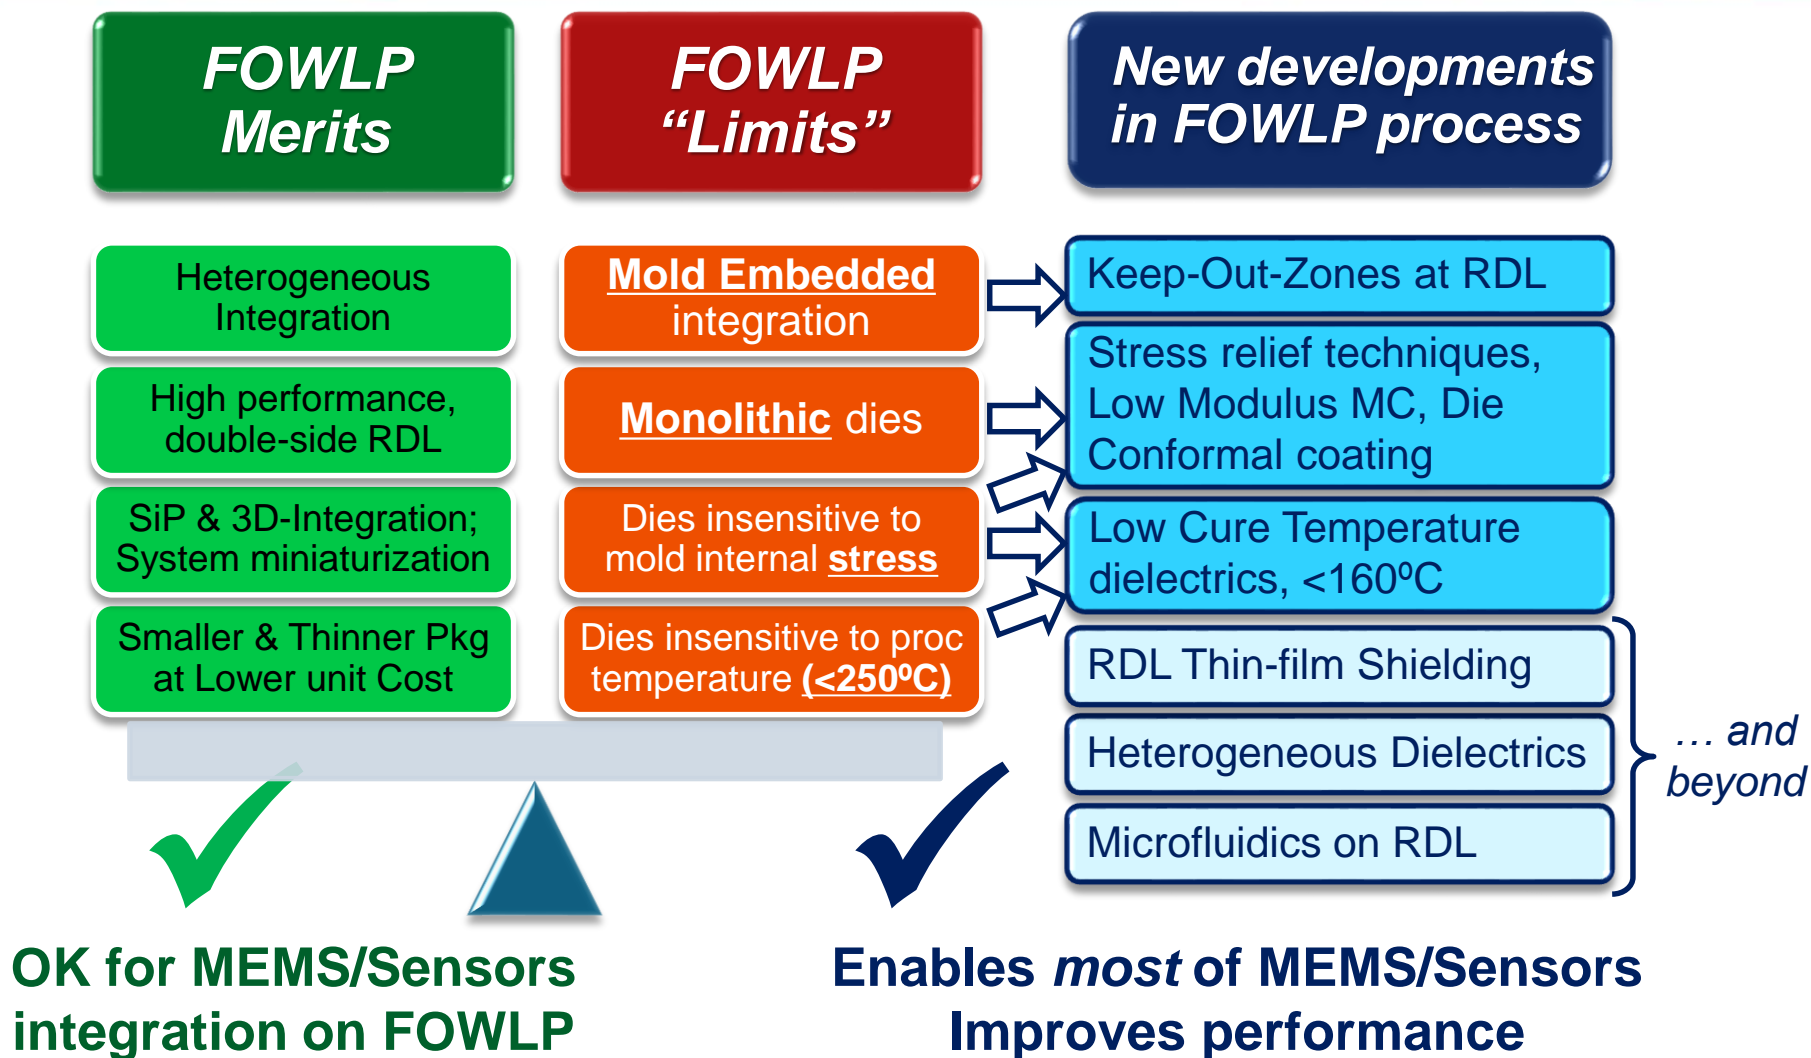 FOWLP
Merits
FOWLP
“Limits”
New developments
in FOWLP process
Heterogeneous
Integration
High performance,
double-side RDL
SiP & 3D-Integration;
System miniaturization
Smaller & Thinner Pkg
at Lower unit Cost
Mold Embedded
integration
Monolithic dies
Dies insensitive to
mold internal stress
Dies insensitive to proc
temperature (<250ºC)
Keep-Out-Zones at RDL
Stress relief techniques,
Low Modulus MC, Die
Conformal coating
Low Cure Temperature
dielectrics, <160ºC
RDL Thin-film Shielding
Heterogeneous Dielectrics
Microfluidics on RDL
… and
beyond
OK for MEMS/Sensors
integration on FOWLP
Enables most of MEMS/Sensors
Improves performance